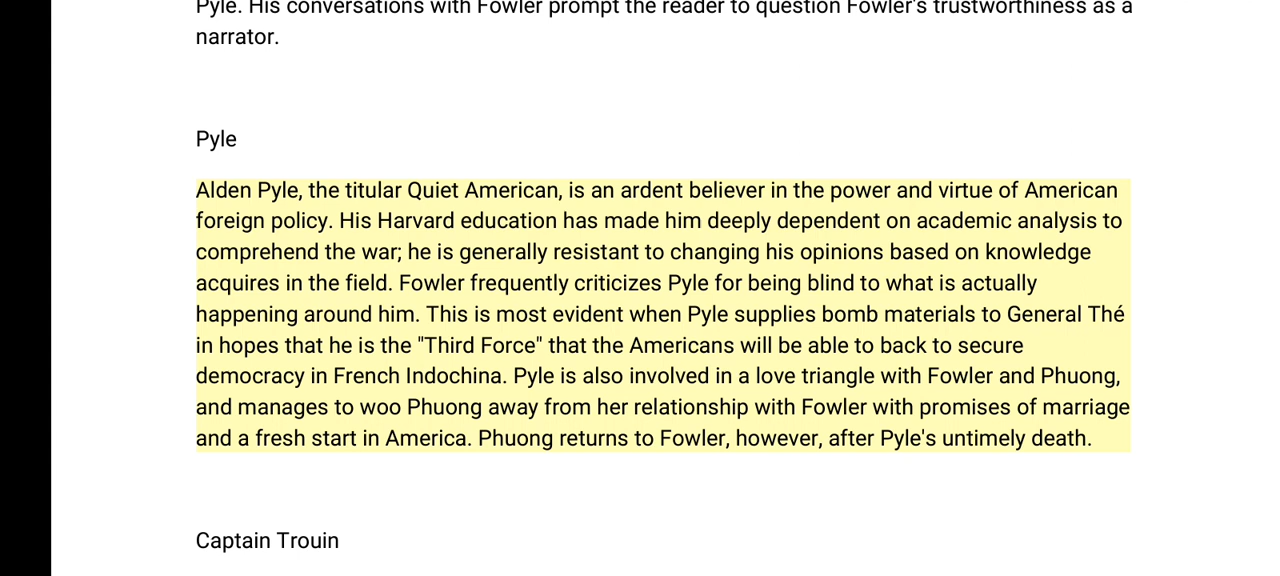 Pyle. His conversations with Fowler prompt the reader to question Fowler's trustworthiness as a
narrator.
Pyle
Alden Pyle, the titular Quiet American, is an ardent believer in the power and virtue of American
foreign policy. His Harvard education has made him deeply dependent on academic analysis to
comprehend the war; he is generally resistant to changing his opinions based on knowledge
acquires in the field. Fowler frequently criticizes Pyle for being blind to what is actually
happening around him. This is most evident when Pyle supplies bomb materials to General Thé
in hopes that he is the "Third Force" that the Americans will be able to back to secure
democracy in French Indochina. Pyle is also involved in a love triangle with Fowler and Phuong,
and manages to woo Phuong away from her relationship with Fowler with promises of marriage
and a fresh start in America. Phuong returns to Fowler, however, after Pyle's untimely death.
Captain Trouin